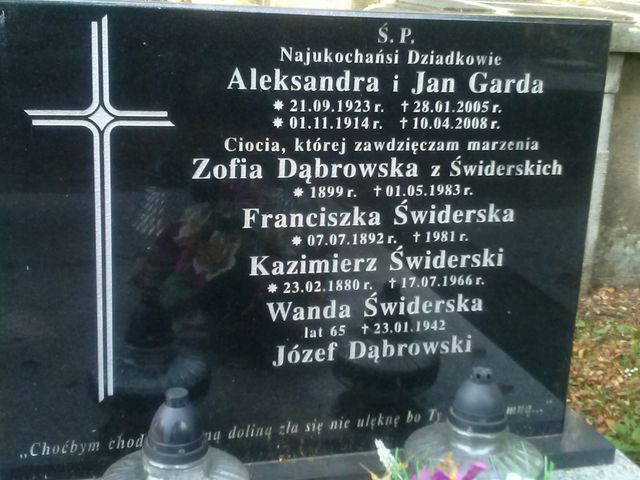 Ś.P.
Najukochańsi Dziadkowie
Aleksandra i Jan Garda
* 21.09.1923 r. † 28.01.2005 r.
* 01.11.1914 r. † 10.04.2008 r.
Ciocia, której zawdzięczam marzenia
Zofia Dąbrowska z Świderskich
* 1899 r. † 01.05.1983 r.
Franciszka Świderska
* 07.07.1892 r. † 1981 r.
Kazimierz Świderski
* 23.02.1880 r. † 17.07.1966 r.
Wanda Świderska
lat 65 † 23.01.1942
Józef Dąbrowski
„Choćbym doliną zła się nie ulęknę bo Ty